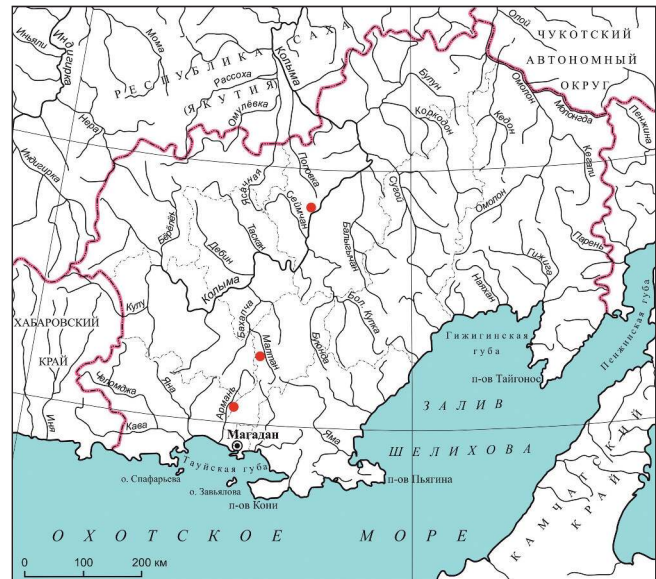 Иньяли
Индигирка
Мома
РЕСПУБЛИКА САХА
(ЯКУТИЯ)
Рассоха
Омулёвка
Колыма
Олой
ЧУКОТСКИЙ
АВТОНОМНЫЙ
ОКРУГ
Булун
Коркодон
Омолон
Кедон
Молонгда
Пенжина
Нера
Индигирка
Ясачная
Поповка
Сеймчан
Сугой
Омолон
Кегали
Парень
Берелёк
Дебин
Таскан
Балыгычан
Гижига
Колыма
Наяхан
ХАБАРОВСКИЙ
КРАЙ
Кулу
Бахапча
Малтан
Буюнда
Бол. Купка
Гижигинская
губа
Пенжинская губа
п-ов Тайгонос
Челомджа
Яна
Армань
ЗАЛИВ
ШЕЛИХОВА
Иня
Кава
Магадан
Яма
Тауйская губа
о. Спафарьева
о. Завьялова
п-ов Кони
п-ов Пьягина
КАМЧАТСКИЙ
КРАЙ
ОХОТСКОЕ МОРЕ
0 100 200 км